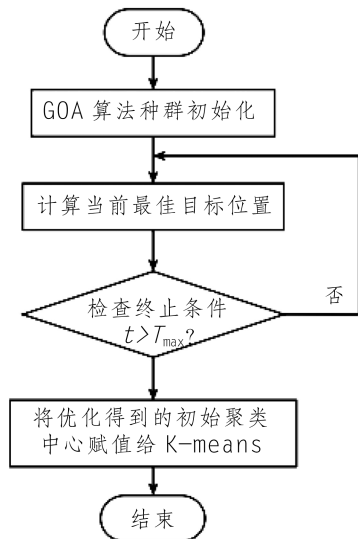 开始
GOA 算法种群初始化
计算当前最佳目标位置
检查终止条件
t>Tmax?
否
将优化得到的初始聚类
中心赋值给 K-means
结束